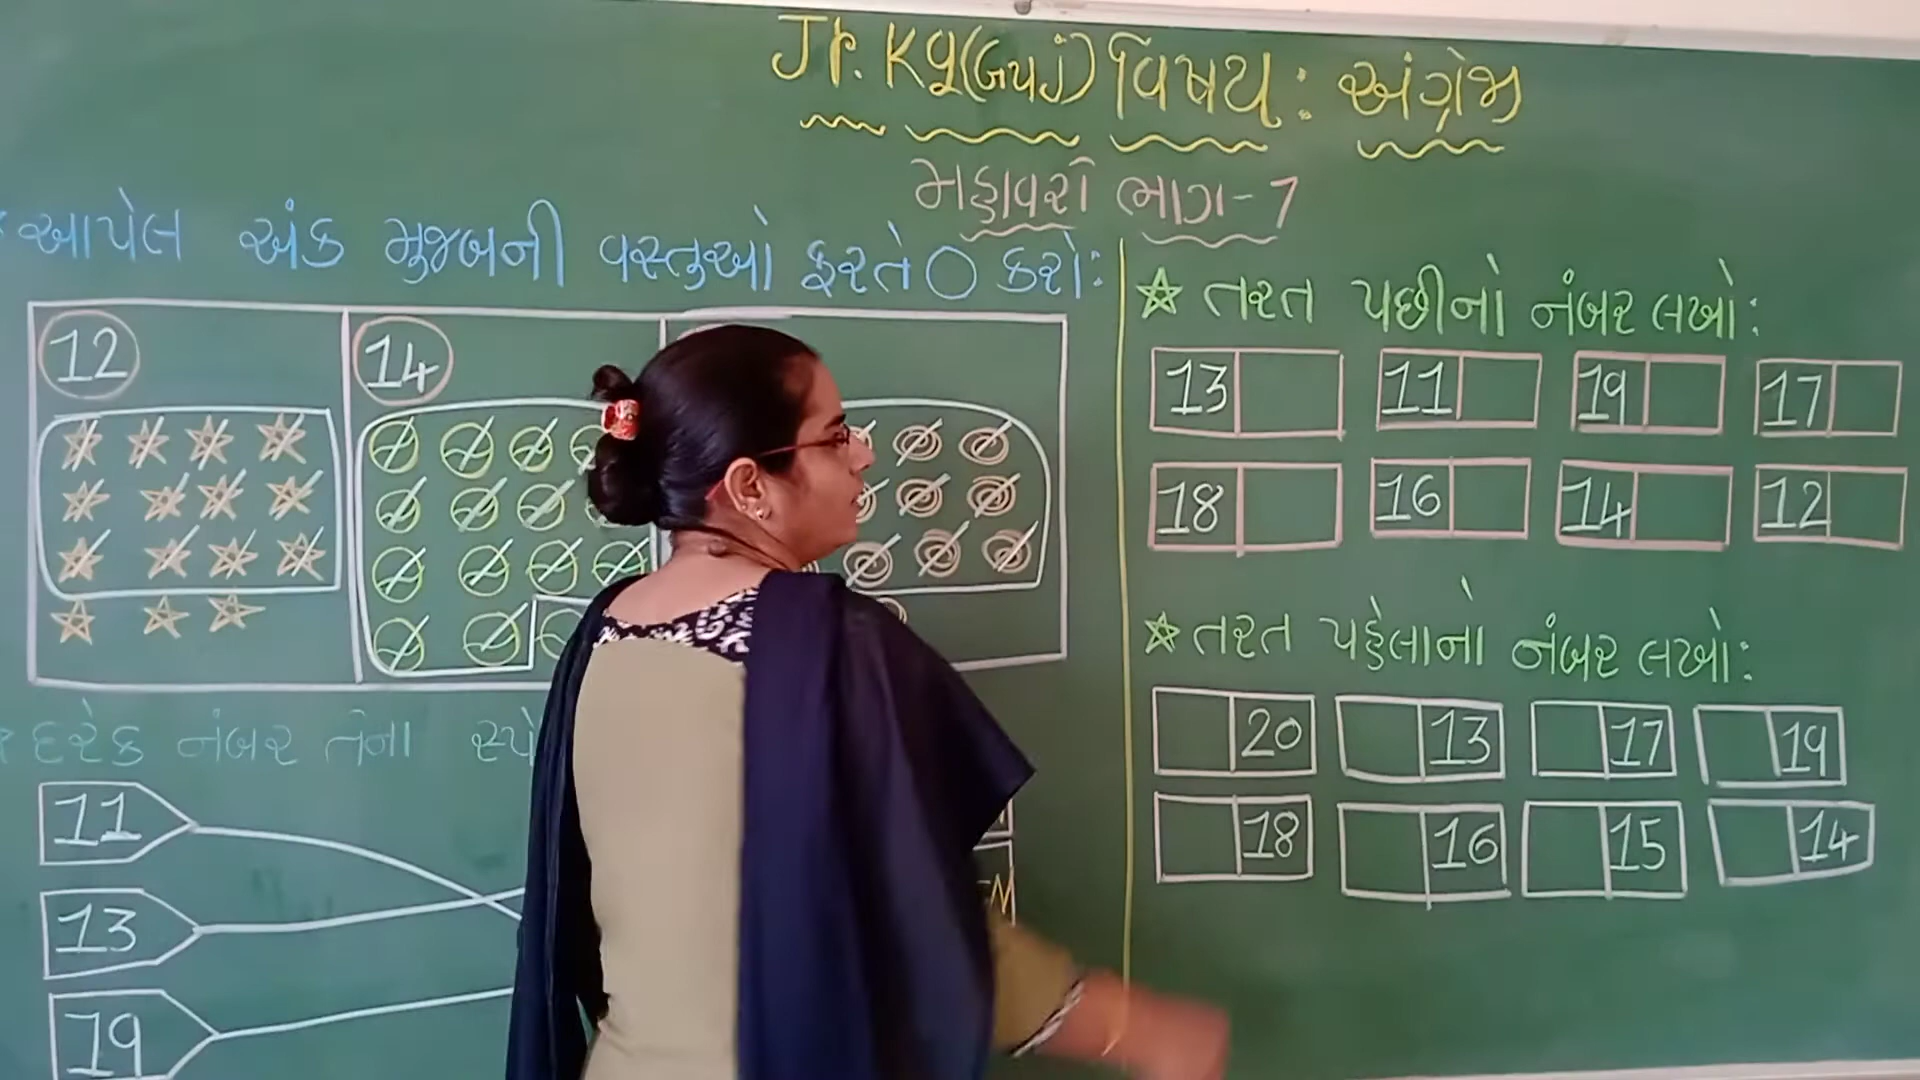 Jr. Kg(Guj) વિષય : અંગ્રેજી
મહાવરો ભાગ-7
આપેલ અંક મુજબની વસ્તુઓ ફરતે ○ કરો:
12 14
દરેક નંબર તેના
11
13
19
☆ તરત પછીનો નંબર લખો:
13 11 19 17
18 16 14 12
☆ તરત પહેલાનો નંબર લખો:
20 13 17 19
18 16 15 14